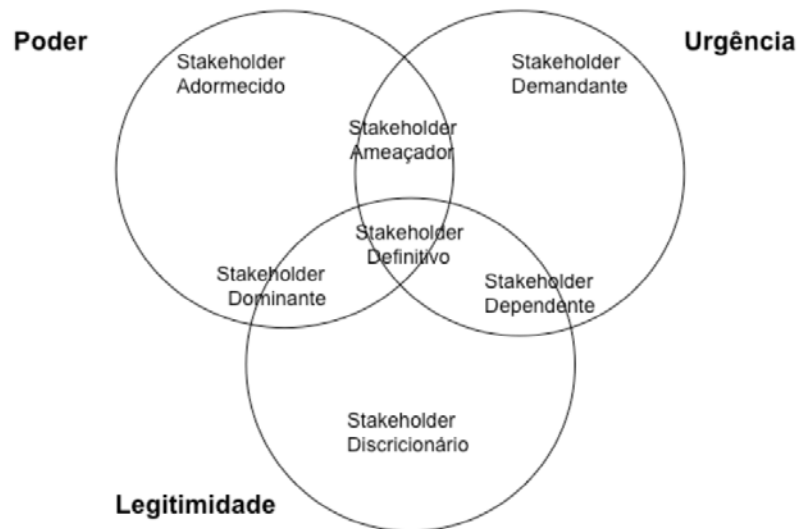 Poder
Urgência
Stakeholder
Adormecido
Stakeholder
Demandante
Stakeholder
Ameaçador
Stakeholder
Definitivo
Stakeholder
Dominante
Stakeholder
Dependente
Stakeholder
Discricionário
Legitimidade